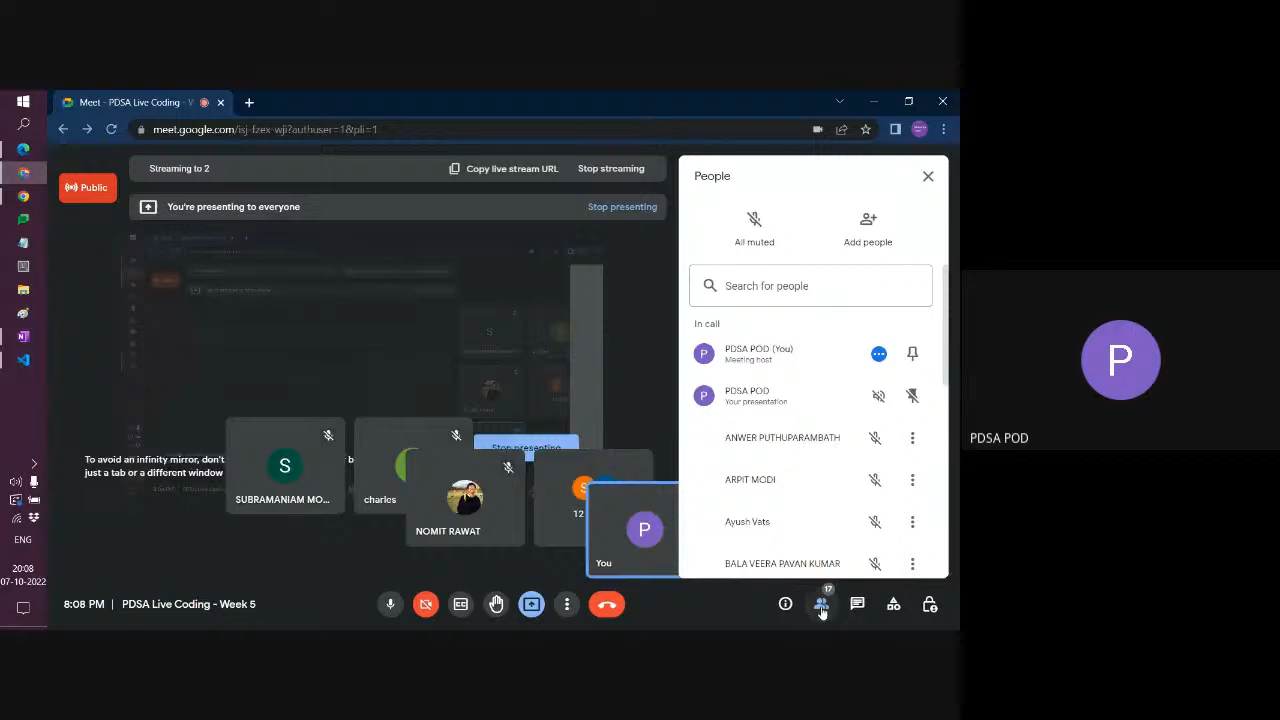 Meet - PDSA Live Coding - W
meet.google.com/isj-fzex-wji?authuser=1&pli=1
Streaming to 2
Copy live stream URL
Stop streaming
Public
You're presenting to everyone
Stop presenting
People
All muted
Add people
Search for people
In call
PDSA POD (You)
Meeting host
PDSA POD
Your presentation
ANWER PUTHUPARAMBATH
ARPIT MODI
Ayush Vats
BALA VEERA PAVAN KUMAR
To avoid an infinity mirror, don't
just a tab or a different window
Stop presenting
S
SUBRAMANIAM MO...
charles
NOMIT RAWAT
S
12
P
You
P
PDSA POD
ENG
20:08
07-10-2022
8:08 PM
PDSA Live Coding - Week 5
17